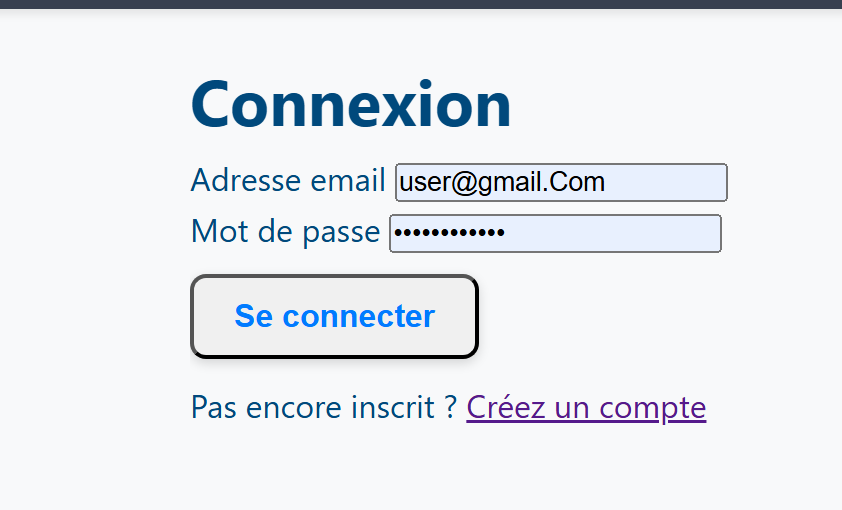 Connexion
Adresse email user@gmail.Com
Mot de passe ••••••••••••
Se connecter
Pas encore inscrit ? Créez un compte